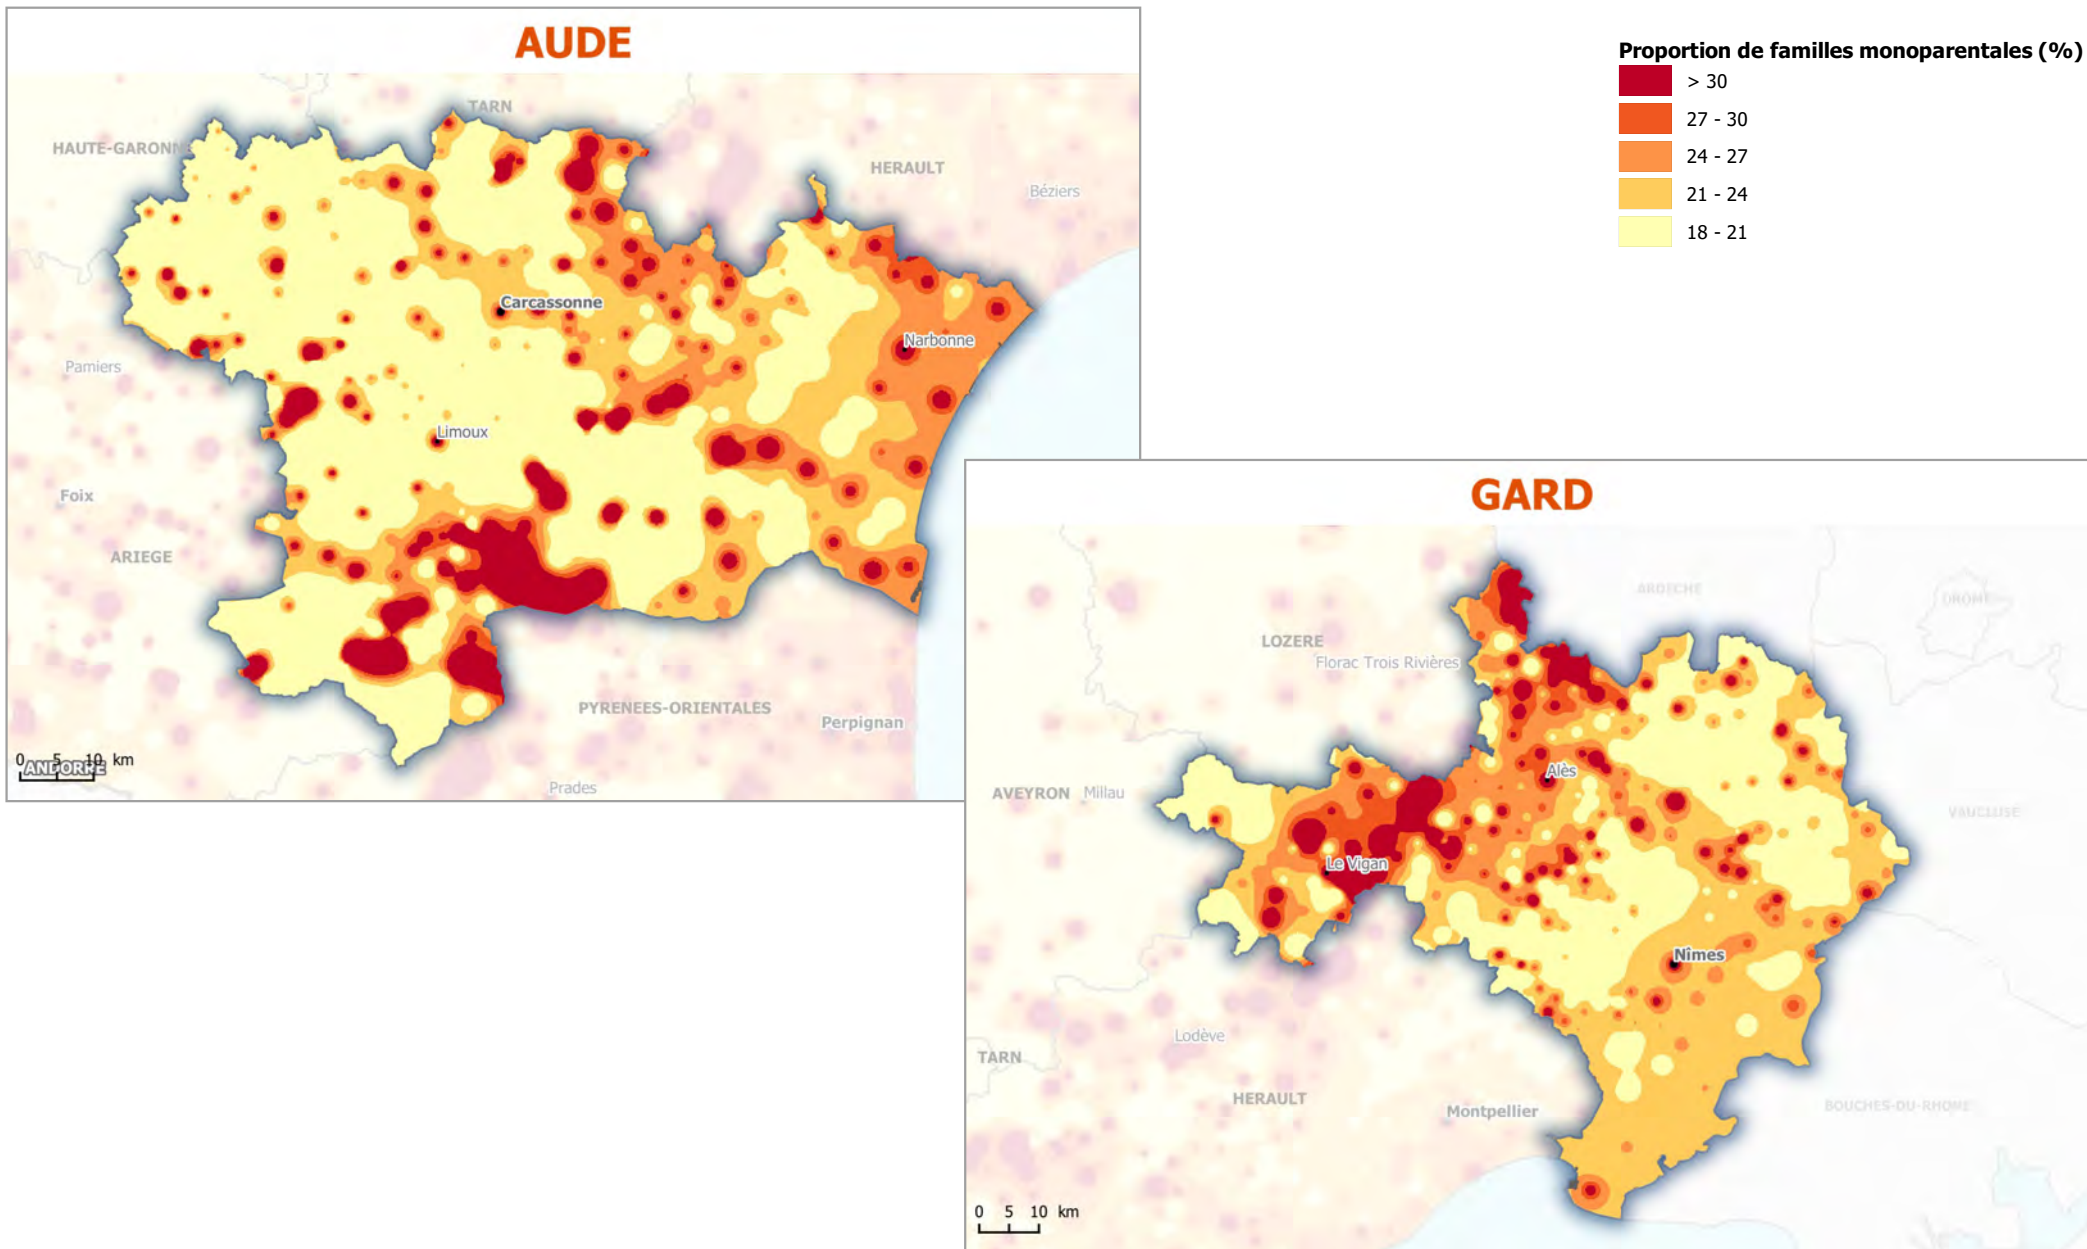 AUDE
Proportion de familles monoparentales (%)
> 30
27 - 30
24 - 27
21 - 24
18 - 21
TARN
HAUTE-GARONNE
HERAULT
Béziers
Carcassonne
Narbonne
Pamiers
Limoux
Foix
ARIEGE
PYRENEES-ORIENTALES
Perpignan
0 5 10 km
ANDORRE
Prades
GARD
ARDECHE
DROME
LOZERE
Florac Trois Rivières
Alès
AVEYRON
Millau
VAUCLUSE
Le Vigan
Nîmes
Lodève
TARN
HERAULT
Montpellier
BOUCHES-DU-RHONE
0 5 10 km